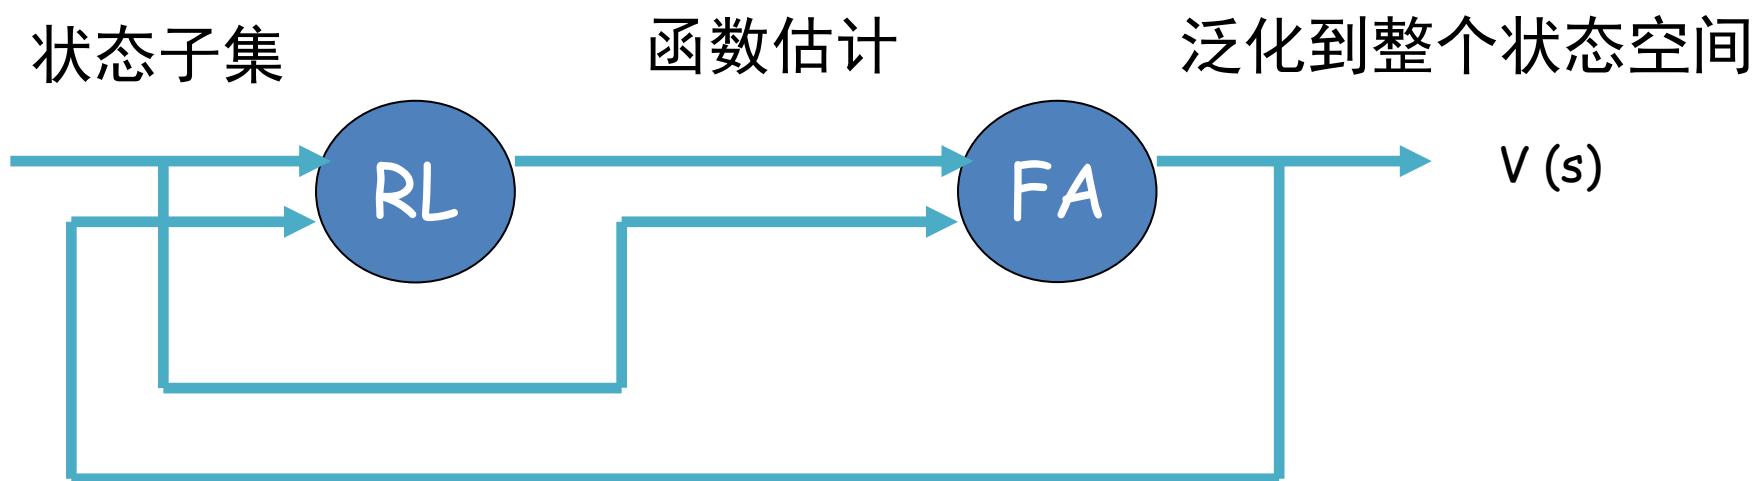 状态子集
函数估计
泛化到整个状态空间
RL
FA
V (s)